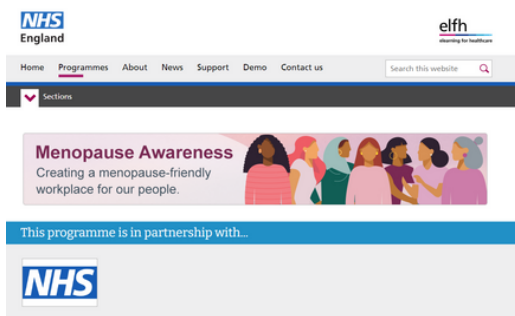 NHS
England
elfh
elearning for healthcare
Home Programmes About News Support Demo Contact us
Search this website
Sections
Menopause Awareness
Creating a menopause-friendly
workplace for our people.
This programme is in partnership with...
NHS